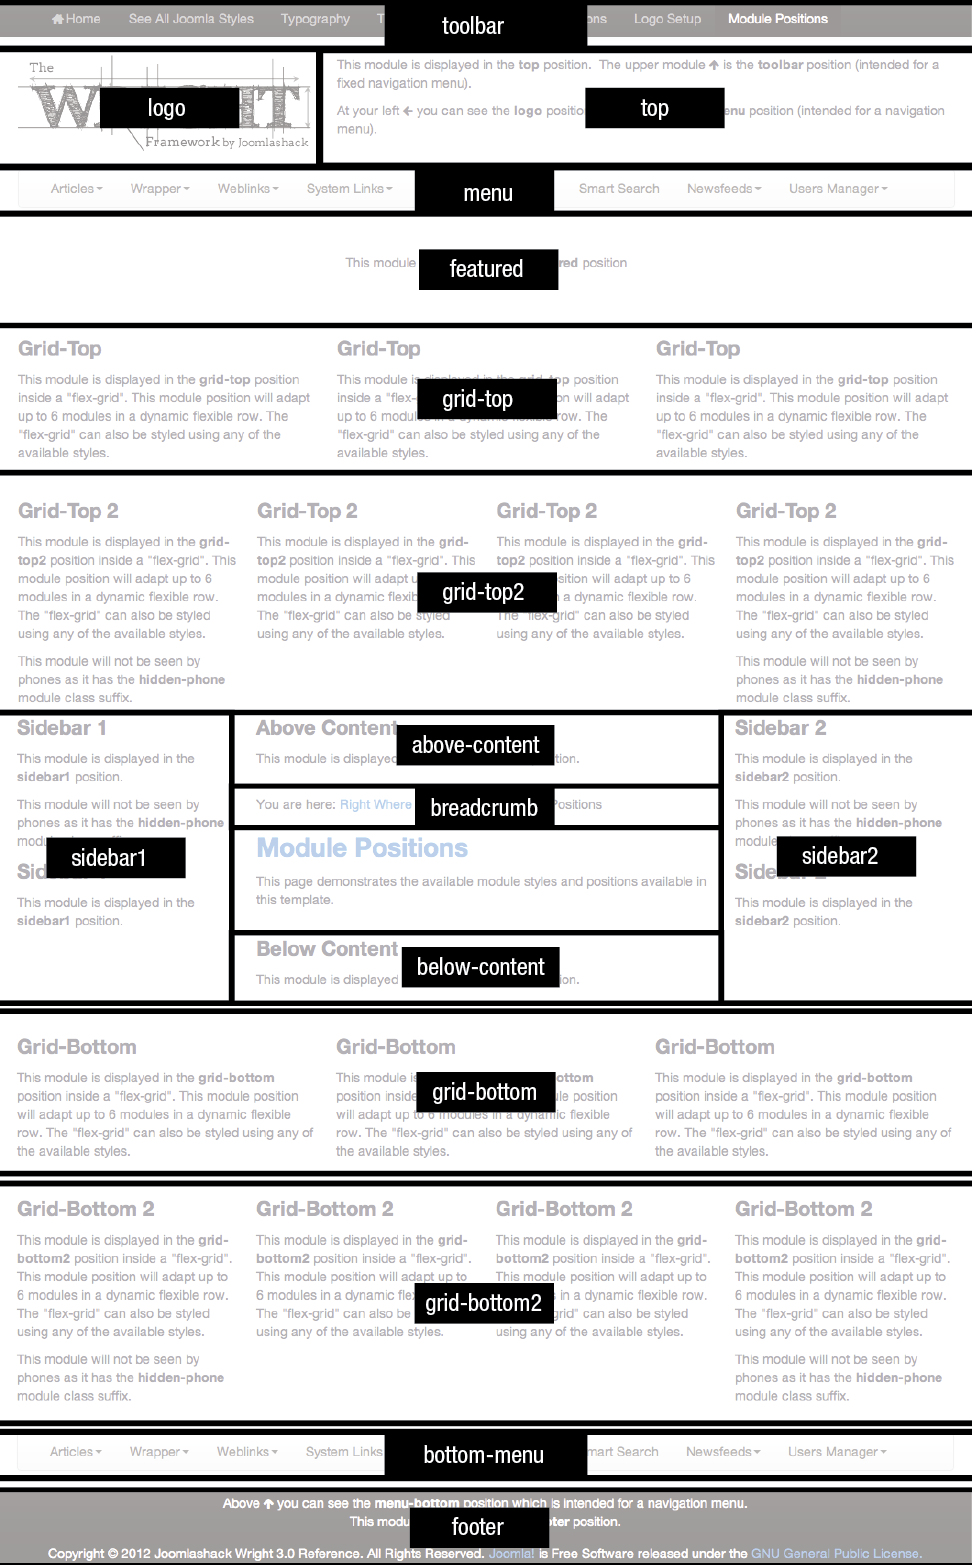 Home See All Joomla Styles Typography toolbar Logo Setup Module Positions
The
logo
Framework by Joomlashack
This module is displayed in the top position. The upper module is the toolbar position (intended for a
fixed navigation menu).
At your left you can see the logo top position (intended for a navigation
menu).
Articles Wrapper Weblinks System Links menu Smart Search Newsfeeds Users Manager
This module featured position
Grid-Top
This module is displayed in the grid-top position
inside a "flex-grid". This module position will adapt
up to 6 modules in a dynamic flexible row. The
"flex-grid" can also be styled using any of the
available styles.
Grid-Top
This module is displayed in the grid-top position
grid-top
up to 6 modules in a dynamic flexible row. The
"flex-grid" can also be styled using any of the
available styles.
Grid-Top
This module is displayed in the grid-top position
inside a "flex-grid". This module position will adapt
up to 6 modules in a dynamic flexible row. The
"flex-grid" can also be styled using any of the
available styles.
Grid-Top 2
This module is displayed in the grid-
top2 position inside a "flex-grid". This
module position will adapt up to 6
modules in a dynamic flexible row.
The "flex-grid" can also be styled
using any of the available styles.
This module will not be seen by
phones as it has the hidden-phone
module class suffix.
Grid-Top 2
This module is displayed in the grid-
top2 position inside a "flex-grid". This
module position will adapt
modules in a dynamic
The "flex-grid" can also be styled
using any of the available styles.
grid-top2
Grid-Top 2
This module is displayed in the grid-
top2 position inside a "flex-grid". This
will adapt up to 6
a dynamic flexible row.
The "flex-grid" can also be styled
using any of the available styles.
Grid-Top 2
This module is displayed in the grid-
top2 position inside a "flex-grid". This
module position will adapt up to 6
modules in a dynamic flexible row.
The "flex-grid" can also be styled
using any of the available styles.
This module will not be seen by
phones as it has the hidden-phone
module class suffix.
Sidebar 1
This module is displayed in the
sidebar1 position.
This module will not be seen by
phones as it has the hidden-phone
sidebar1
This module is displayed in the
sidebar1 position.
Above Content
above-content
This module is displayed
You are here: Right Where breadcrumb Positions
Module Positions
This page demonstrates the available module styles and positions available in
this template.
Below Content
below-content
This module is displayed
Sidebar 2
This module is displayed in the
sidebar2 position.
This module will not be seen by
phones as it has the hidden-phone
sidebar2
This module is displayed in the
sidebar2 position.
Grid-Bottom
This module is displayed in the grid-bottom
position inside a "flex-grid". This module position
will adapt up to 6 modules in a dynamic flexible
row. The "flex-grid" can also be styled using any of
the available styles.
Grid-Bottom
This module
position grid-bottom position
will adapt up to 6 modules in a dynamic flexible
row. The "flex-grid" can also be styled using any of
the available styles.
Grid-Bottom
This module is displayed in the grid-bottom
position inside a "flex-grid". This module position
will adapt up to 6 modules in a dynamic flexible
row. The "flex-grid" can also be styled using any of
the available styles.
Grid-Bottom 2
This module is displayed in the grid-
bottom2 position inside a "flex-grid".
This module position will adapt up to
6 modules in a dynamic flexible row.
The "flex-grid" can also be styled
using any of the available styles.
This module will not be seen by
phones as it has the hidden-phone
module class suffix.
Grid-Bottom 2
This module is displayed in the grid-
bottom2 position inside a "flex-grid".
This module position will adapt up to
6 modules in a dynamic
The "flex-grid" can also be
using any of the available styles.
grid-bottom2
Grid-Bottom 2
This module is displayed in the grid-
bottom2 position inside a "flex-grid".
This module position will adapt up to
in a dynamic flexible row.
can also be styled
using any of the available styles.
Grid-Bottom 2
This module is displayed in the grid-
bottom2 position inside a "flex-grid".
This module position will adapt up to
6 modules in a dynamic flexible row.
The "flex-grid" can also be styled
using any of the available styles.
This module will not be seen by
phones as it has the hidden-phone
module class suffix.
Articles Wrapper Weblinks System Links bottom-menu Smart Search Newsfeeds Users Manager
Above you can see the menu-bottom position which is intended for a navigation menu.
This footer position.
Copyright © 2012 Joomlashack Wright 3.0 Reference. All Rights Reserved. Joomla! is Free Software released under the GNU General Public License.